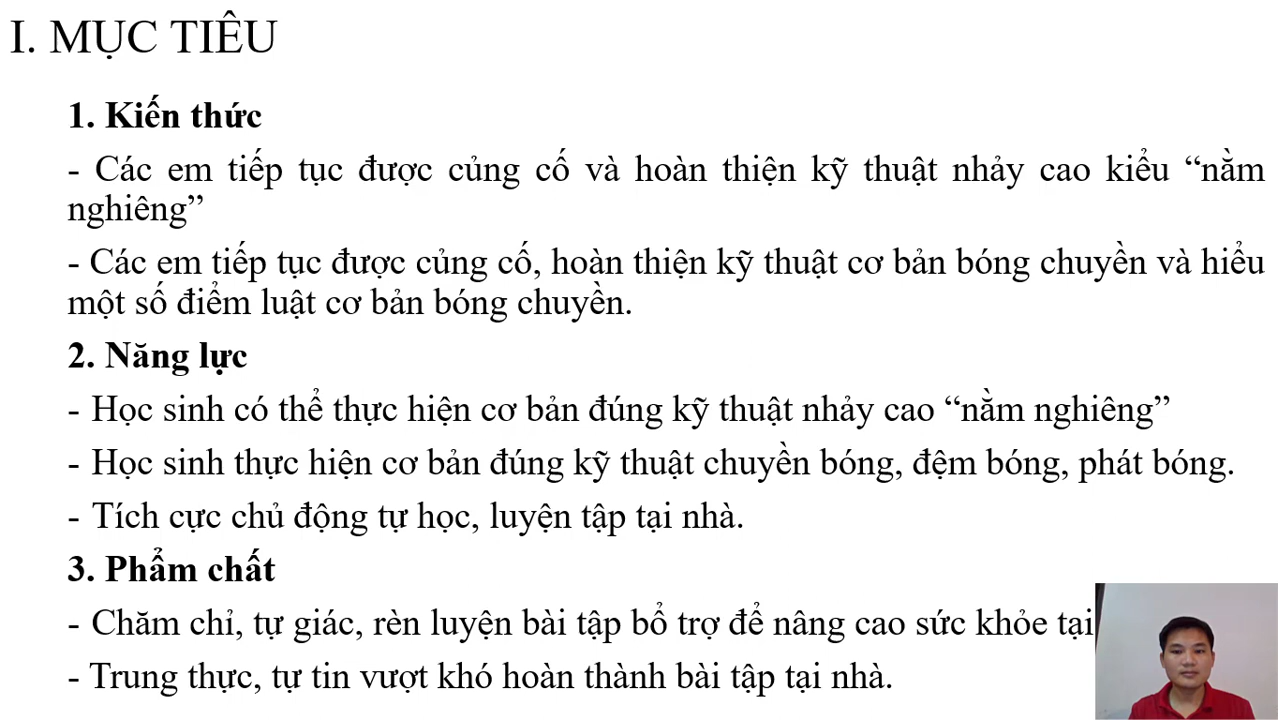 I. MỤC TIÊU
1. Kiến thức
- Các em tiếp tục được củng cố và hoàn thiện kỹ thuật nhảy cao kiểu “nằm
nghiêng”
- Các em tiếp tục được củng cố, hoàn thiện kỹ thuật cơ bản bóng chuyền và hiểu
một số điểm luật cơ bản bóng chuyền.
2. Năng lực
- Học sinh có thể thực hiện cơ bản đúng kỹ thuật nhảy cao “nằm nghiêng”
- Học sinh thực hiện cơ bản đúng kỹ thuật chuyền bóng, đệm bóng, phát bóng.
- Tích cực chủ động tự học, luyện tập tại nhà.
3. Phẩm chất
- Chăm chỉ, tự giác, rèn luyện bài tập bổ trợ để nâng cao sức khỏe tại
- Trung thực, tự tin vượt khó hoàn thành bài tập tại nhà.